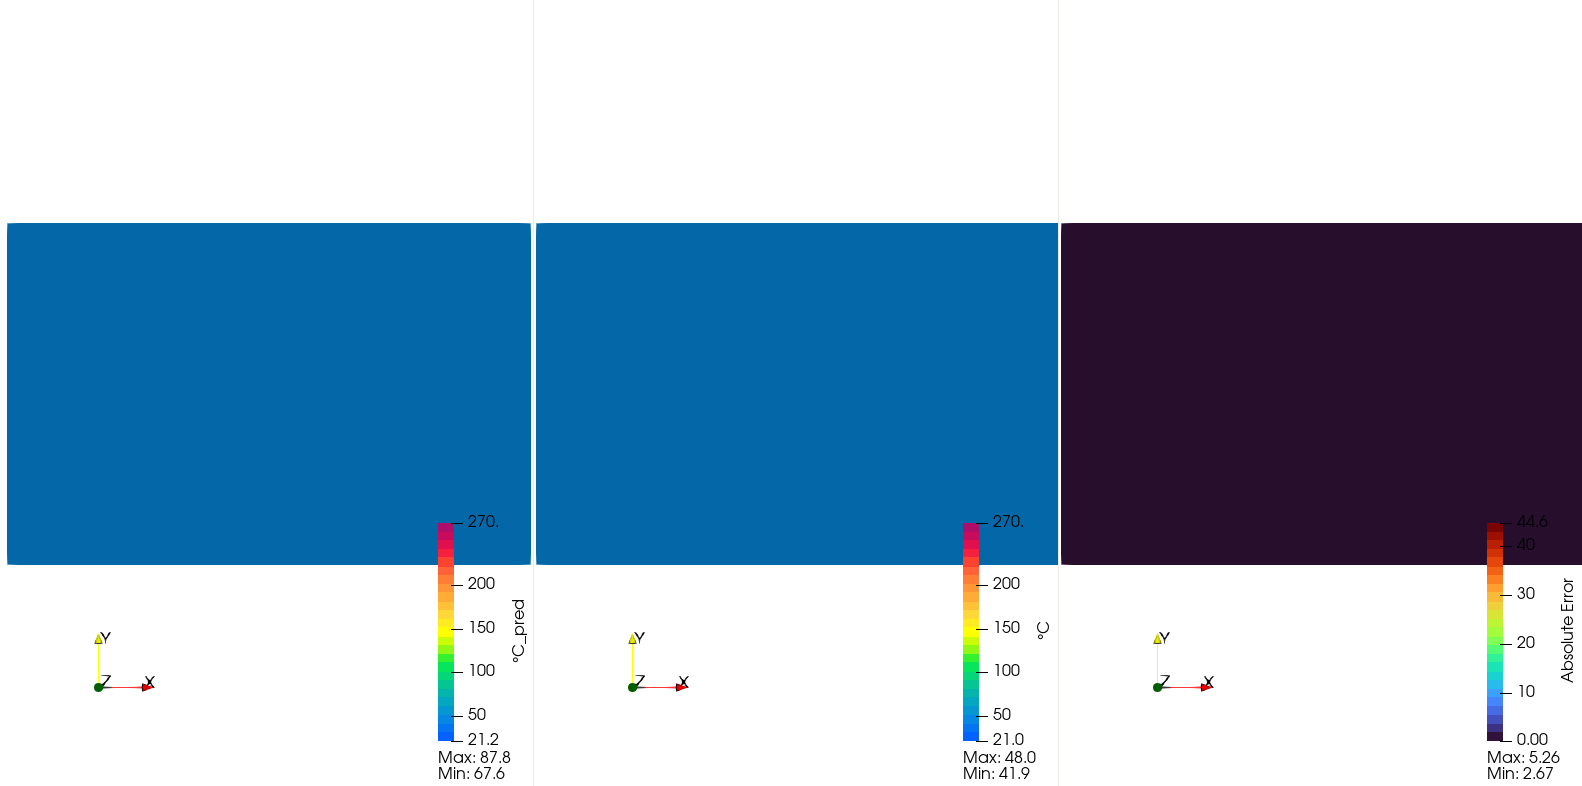 270.
200
150
100
50
21.2
°C_pred
Max: 87.8
Min: 67.6
Y
Z
X
270.
200
150
100
50
21.0
°C
Max: 48.0
Min: 41.9
Y
Z
X
44.6
40
30
20
10
0.00
Absolute Error
Max: 5.26
Min: 2.67
Y
Z
X